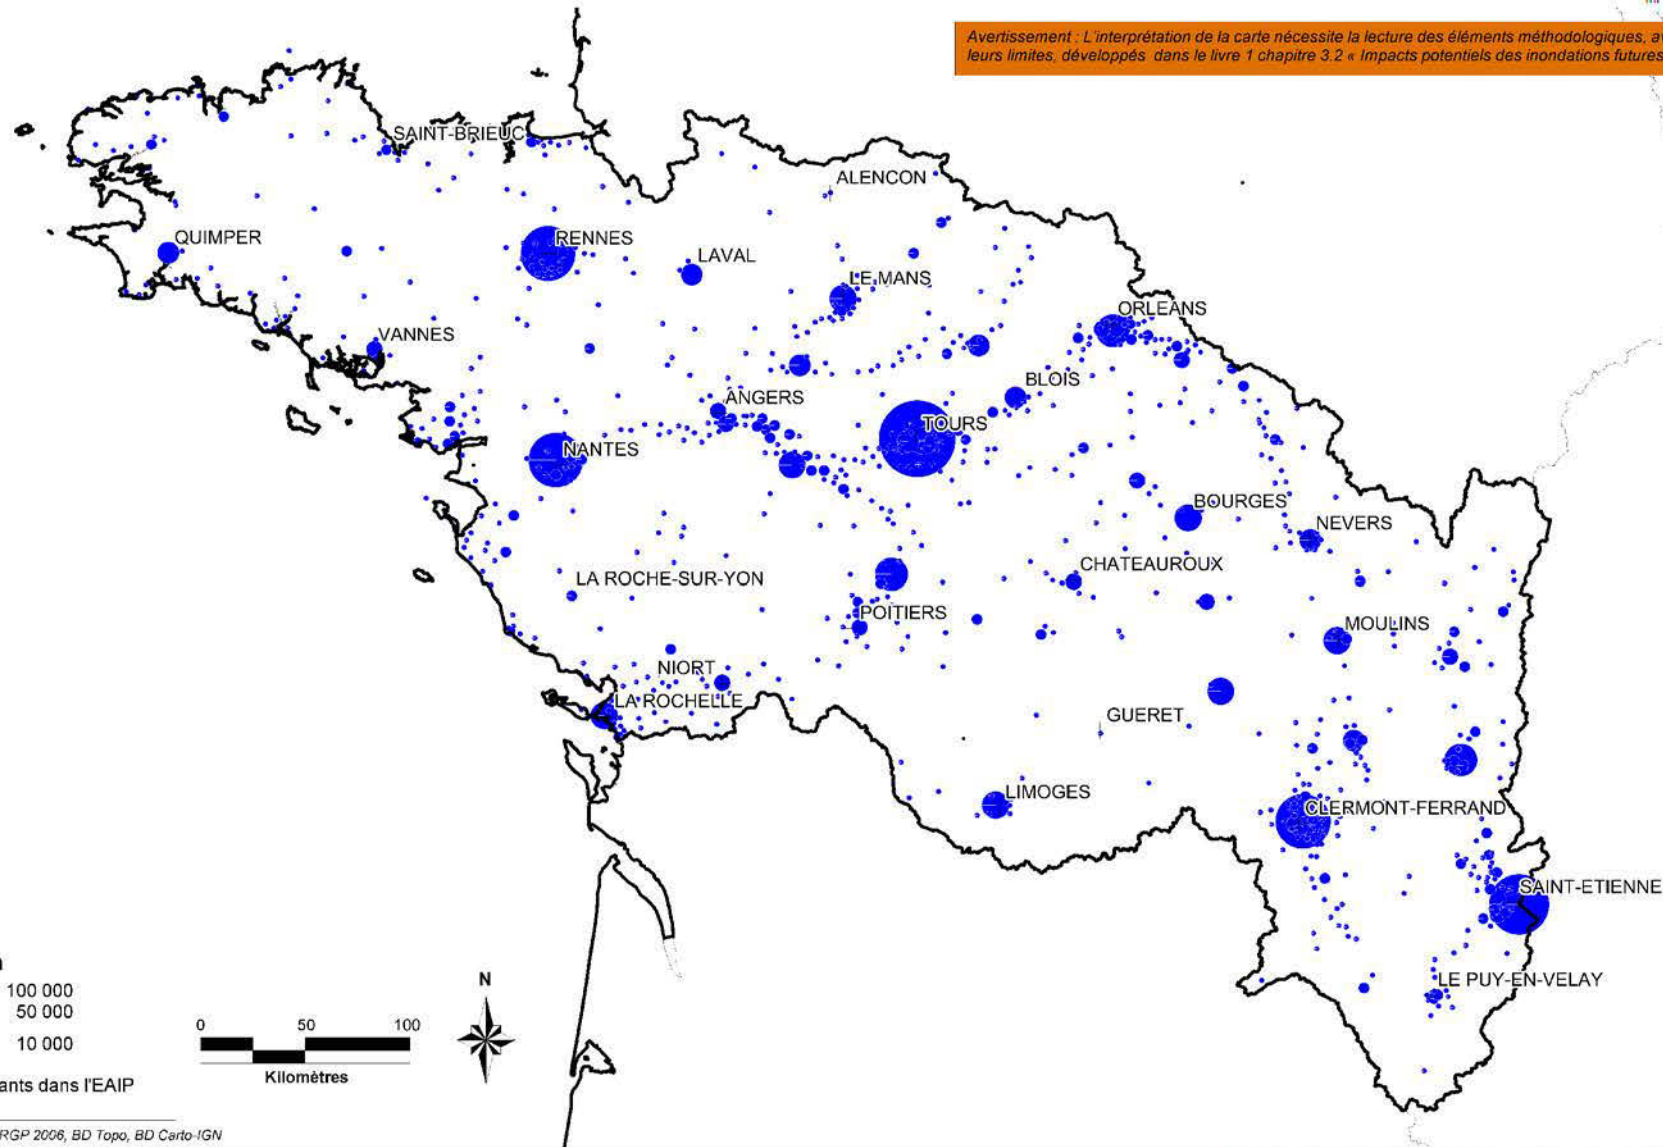 Avertissement : L'interprétation de la carte nécessite la lecture des éléments méthodologiques,
leurs limites, développés dans le livre 1 chapitre 3.2 « Impacts potentiels des inondations futures
SAINT-BRIEUC
ALENCON
QUIMPER
RENNES
LAVAL
LE MANS
ORLEANS
VANNES
BLOIS
ANGERS
TOURS
NANTES
BOURGES
NEVERS
CHATEAUROUX
LA ROCHE-SUR-YON
POITIERS
MOULINS
NIORT
LA ROCHELLE
GUERET
LIMOGES
CLERMONT-FERRAND
SAINT-ETIENNE
LE PUY-EN-VELAY
100 000
50 000
10 000
0 50 100
Kilomètres
N
ants dans l'EAIP
RGP 2006, BD Topo, BD Carto-IGN